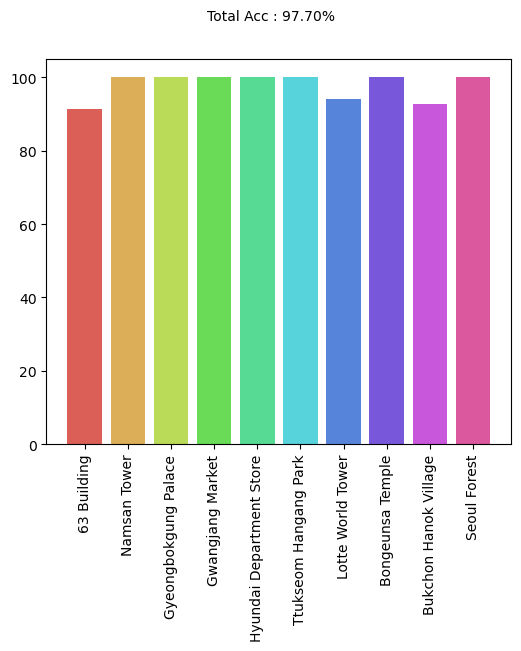 Total Acc : 97.70%
100
80
60
40
20
0
63 Building
Namsan Tower
Gyeongbokgung Palace
Gwangjang Market
Hyundai Department Store
Ttukseom Hangang Park
Lotte World Tower
Bongeunsa Temple
Bukchon Hanok Village
Seoul Forest